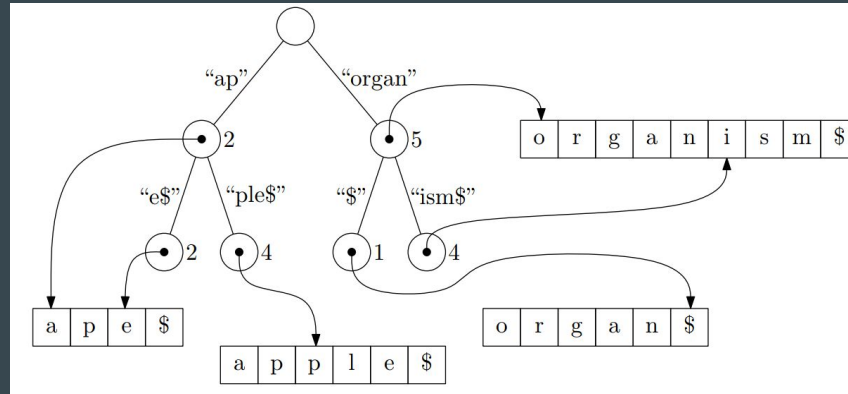 “ap” “organ”
2 5
o r g a n i s m $
“e$” “ple$” “$” “ism$”
2 4 1 4
a p e $
o r g a n $
a p p l e $